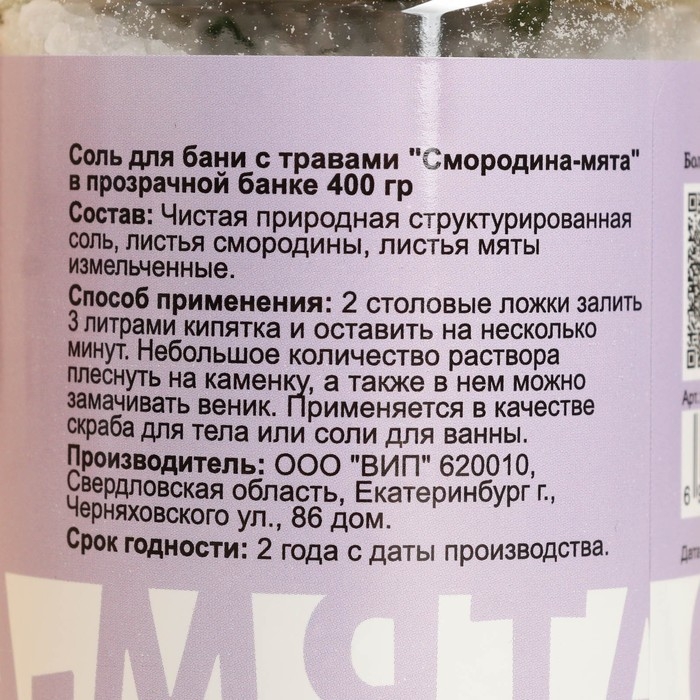 Соль для бани с травами "Смородина-мята"
в прозрачной банке 400 гр
Состав: Чистая природная структурированная
соль, листья смородины, листья мяты
измельченные.
Способ применения: 2 столовые ложки залить
3 литрами кипятка и оставить на несколько
минут. Небольшое количество раствора
плеснуть на каменку, а также в нем можно
замачивать веник. Применяется в качестве
скраба для тела или соли для ванны.
Производитель: ООО "ВИП" 620010,
Свердловская область, Екатеринбург г.,
Черняховского ул., 86 дом.
Срок годности: 2 года с даты производства.
-МЯТА
Арт.
6